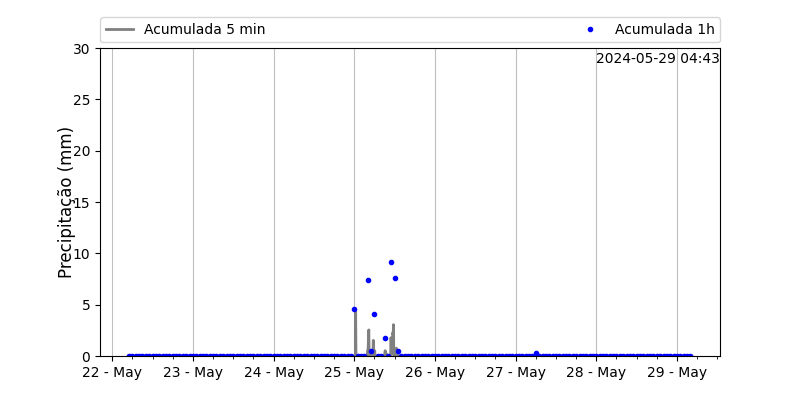 Acumulada 5 min
Acumulada 1h
2024-05-29 04:43
Precipitação (mm)
30
25
20
15
10
5
0
22 - May
23 - May
24 - May
25 - May
26 - May
27 - May
28 - May
29 - May